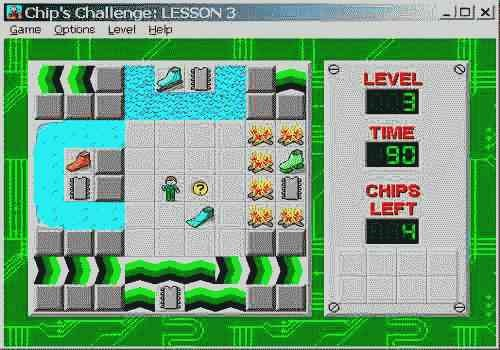 Chip's Challenge: LESSON 3
Game Options Level Help
LEVEL
3
TIME
90
?
CHIPS
LEFT
4